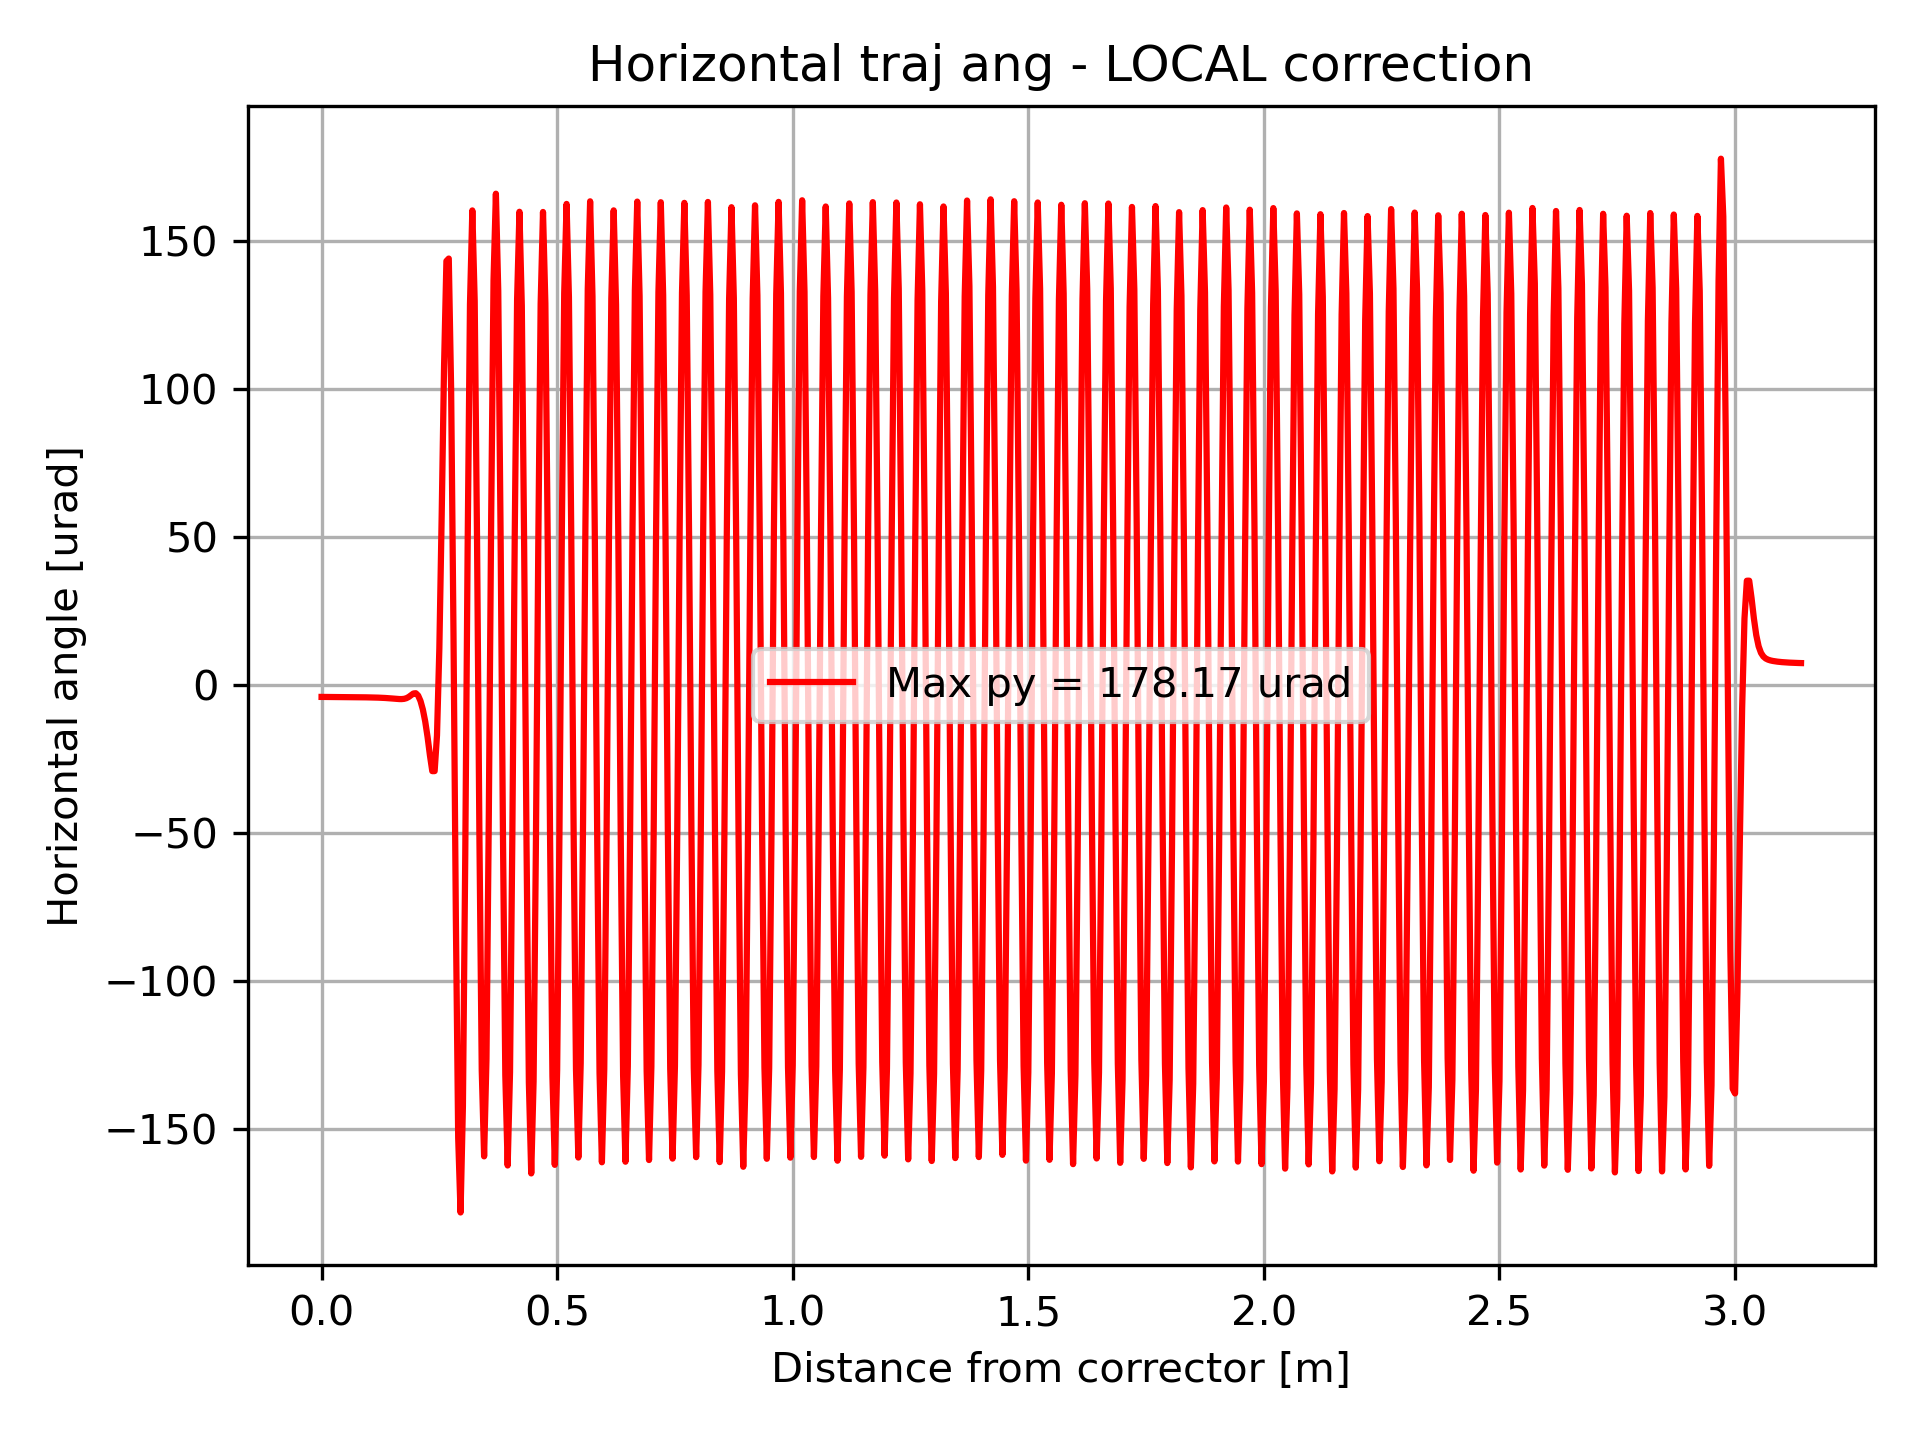 Horizontal traj ang - LOCAL correction
Horizontal angle [urad]
150
100
50
0
−50
−100
−150
Max py = 178.17 urad
0.0 0.5 1.0 1.5 2.0 2.5 3.0
Distance from corrector [m]